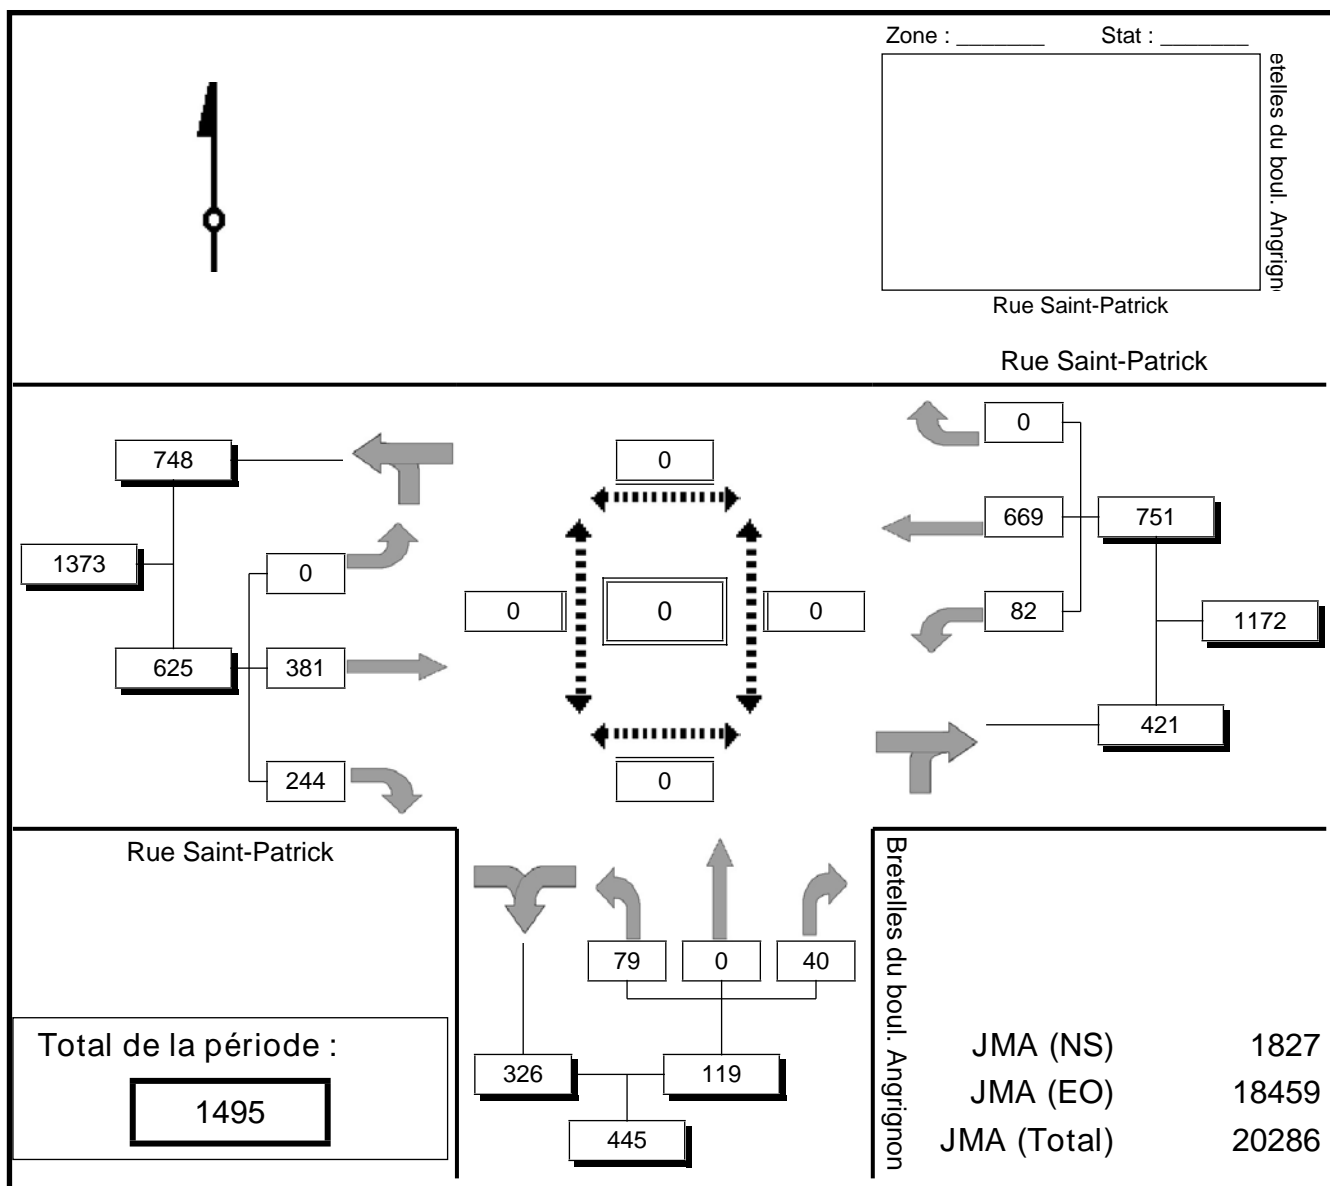 Zone : _______ Stat : _______
etelles du boul. Angrign
Rue Saint-Patrick
Rue Saint-Patrick
748
1373
0
625
381
244
0
0
0
0
0
0
669
751
82
1172
421
Rue Saint-Patrick
Total de la période :
1495
79
0
40
326
119
445
Bretelles du boul. Angrignon
JMA (NS) 1827
JMA (EO) 18459
JMA (Total) 20286